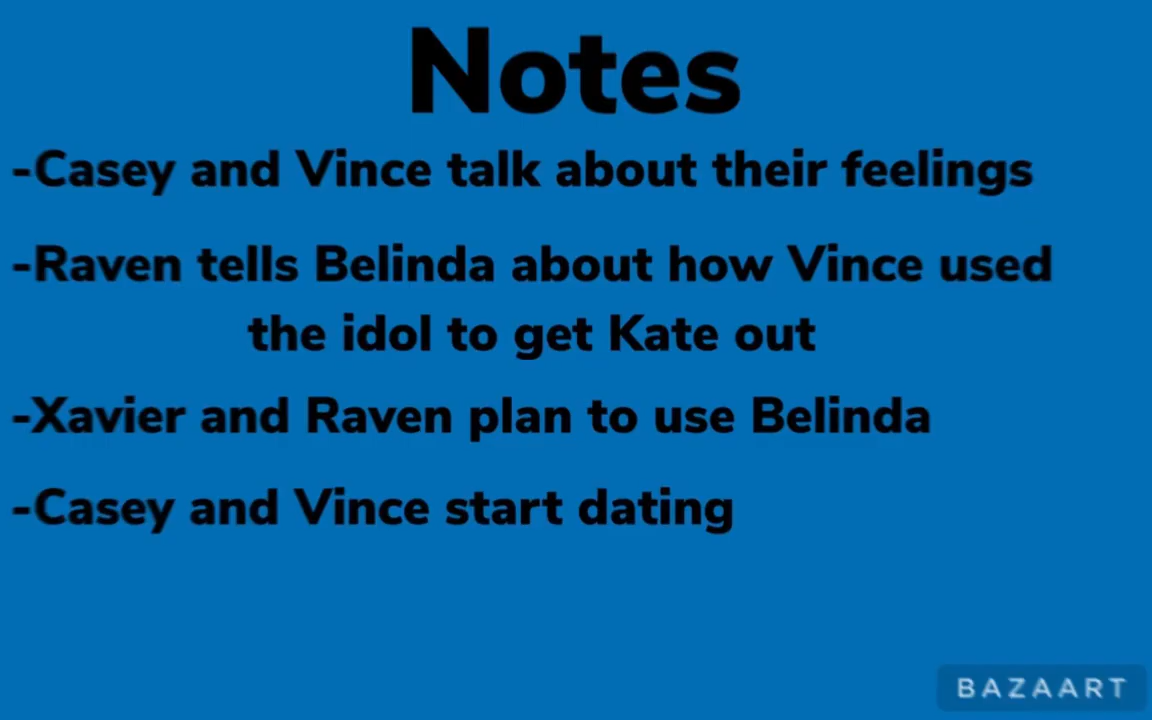 Notes
-Casey and Vince talk about their feelings
-Raven tells Belinda about how Vince used
the idol to get Kate out
-Xavier and Raven plan to use Belinda
-Casey and Vince start dating
BAZAART